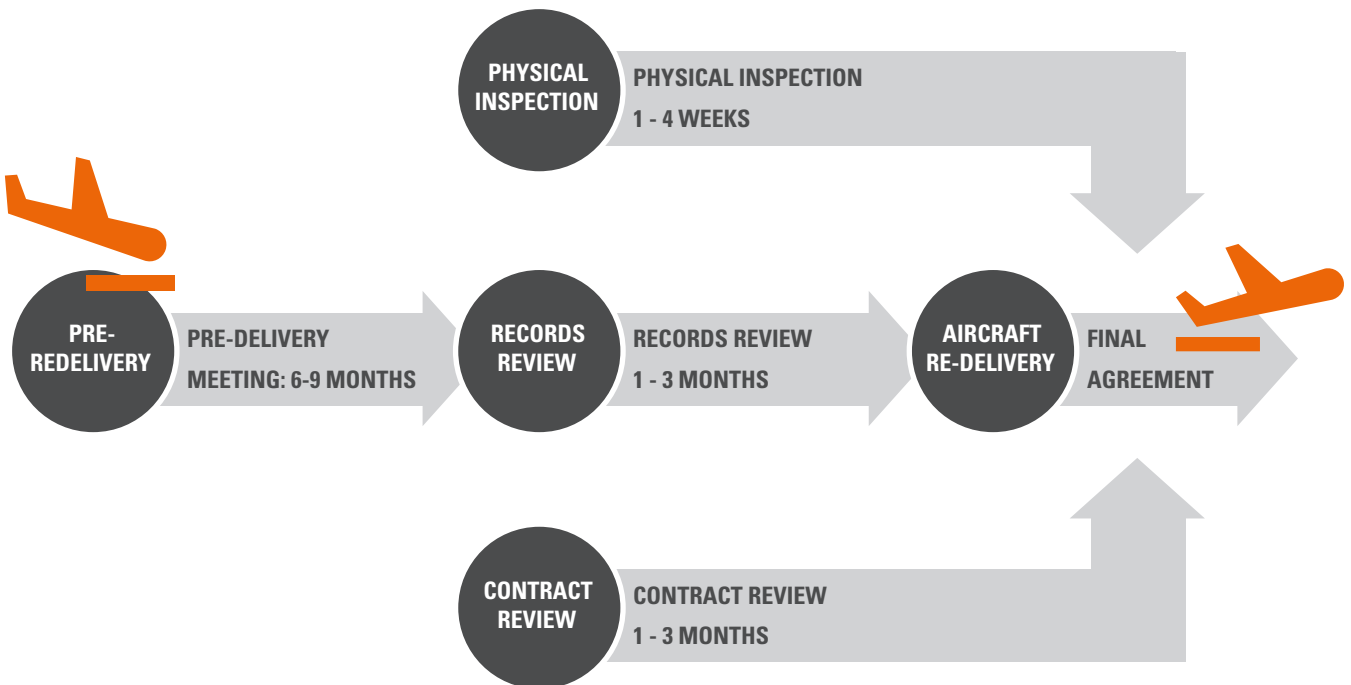 PHYSICAL
INSPECTION
PHYSICAL INSPECTION
1 - 4 WEEKS
PRE-
REDELIVERY
PRE-DELIVERY
MEETING: 6-9 MONTHS
RECORDS
REVIEW
RECORDS REVIEW
1 - 3 MONTHS
AIRCRAFT
RE-DELIVERY
FINAL
AGREEMENT
CONTRACT
REVIEW
CONTRACT REVIEW
1 - 3 MONTHS